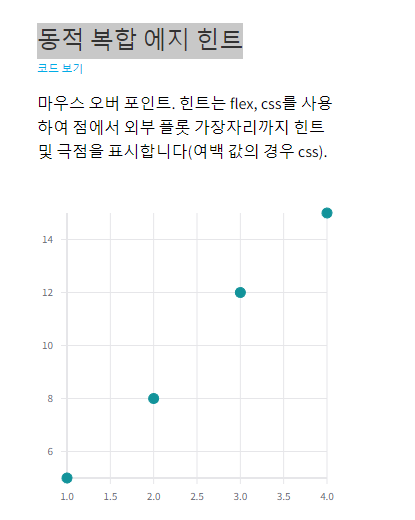 동적 복합 에지 힌트
코드 보기
마우스 오버 포인트. 힌트는 flex, css를 사용
하여 점에서 외부 플롯 가장자리까지 힌트
및 극점을 표시합니다(여백 값의 경우 css).
14
12
10
8
6
1.0 1.5 2.0 2.5 3.0 3.5 4.0